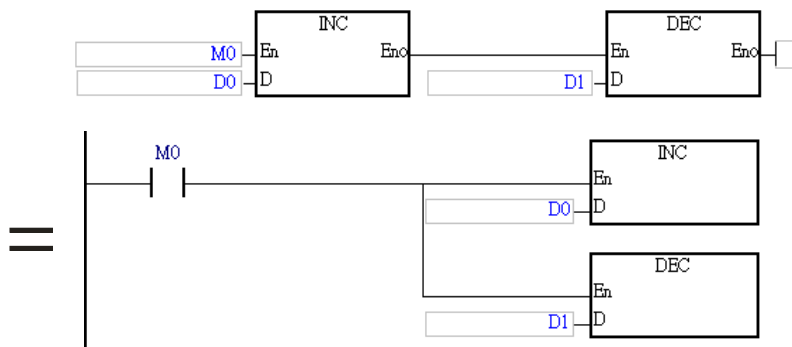 INC DEC
M0 En Eno En Eno
D0 D D1 D
M0 INC
En
D0 D
=
DEC
En
D1 D